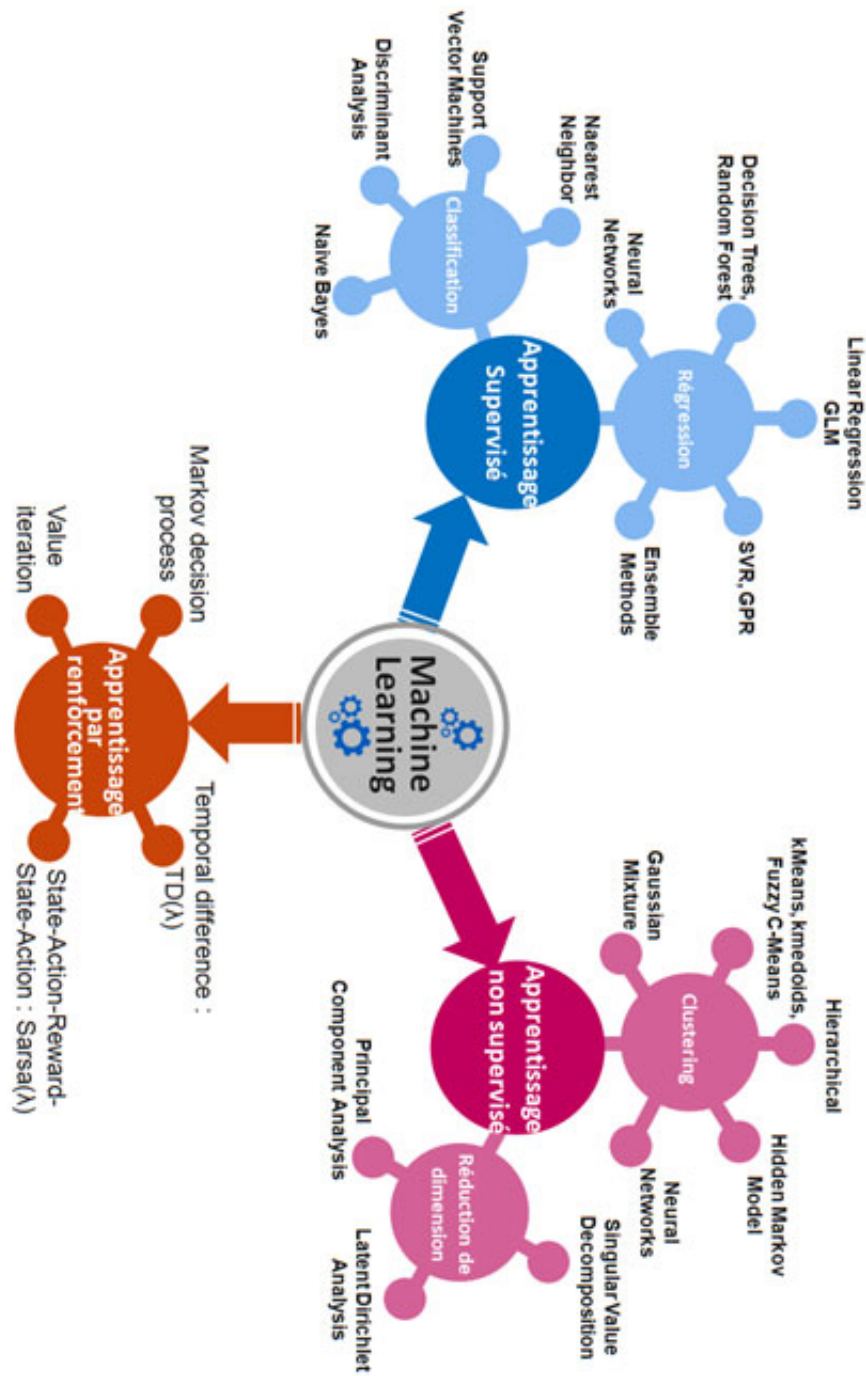 Linear Regression
GLM
Decision Trees,
Random Forest
SVR, GPR
Régression
Neural
Networks
Ensemble
Methods
Naearest
Neighbor
Support
Vector Machines
Classification
Discriminant
Analysis
Naive Bayes
Apprentissage
Supervisé
Hierarchical
kMeans, kmedoids,
Fuzzy C-Means
Hidden Markov
Model
Clustering
Gaussian
Mixture
Neural
Networks
Apprentissage
non supervisé
Singular Value
Decomposition
Réduction de
dimension
Principal
Component Analysis
Latent Dirichlet
Analysis
Machine
Learning
Markov decision
process
Temporal difference :
TD(λ)
Apprentissage
par
renforcement
Value
iteration
State-Action-Reward-
State-Action : Sarsa(λ)